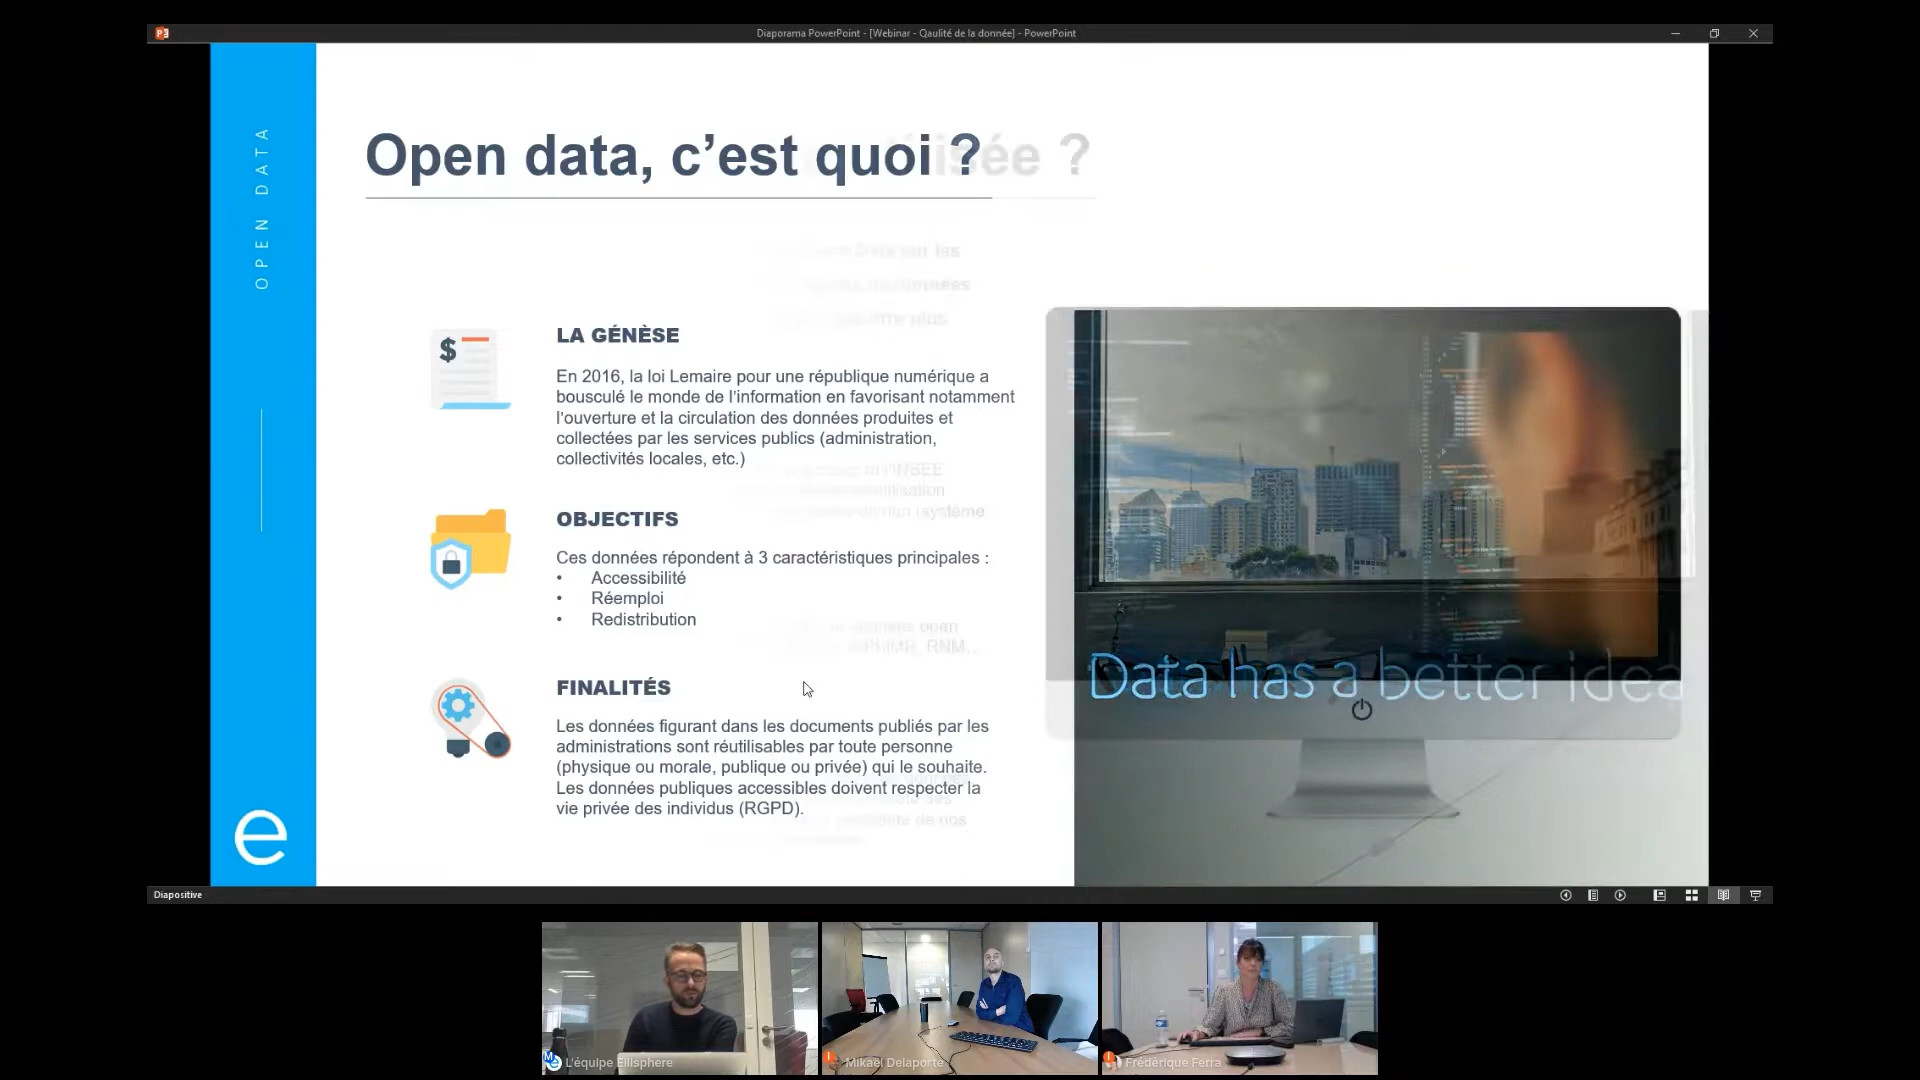 Diaporama PowerPoint - [Webinar - Qaulité de la donnée] - PowerPoint
OPEN DATA
Open data, c’est quoi ?
LA GÉNÈSE
En 2016, la loi Lemaire pour une république numérique a
bousculé le monde de l’information en favorisant notamment
l’ouverture et la circulation des données produites et
collectées par les services publics (administration,
collectivités locales, etc.)
OBJECTIFS
Ces données répondent à 3 caractéristiques principales :
• Accessibilité
• Réemploi
• Redistribution
FINALITÉS
Les données figurant dans les documents publiés par les
administrations sont réutilisables par toute personne
(physique ou morale, publique ou privée) qui le souhaite.
Les données publiques accessibles doivent respecter la
vie privée des individus (RGPD).
Data has a better idea
e
Diapositive
L'équipe Ellisphere
Mikaël Delaporte
Frédérique Ferra